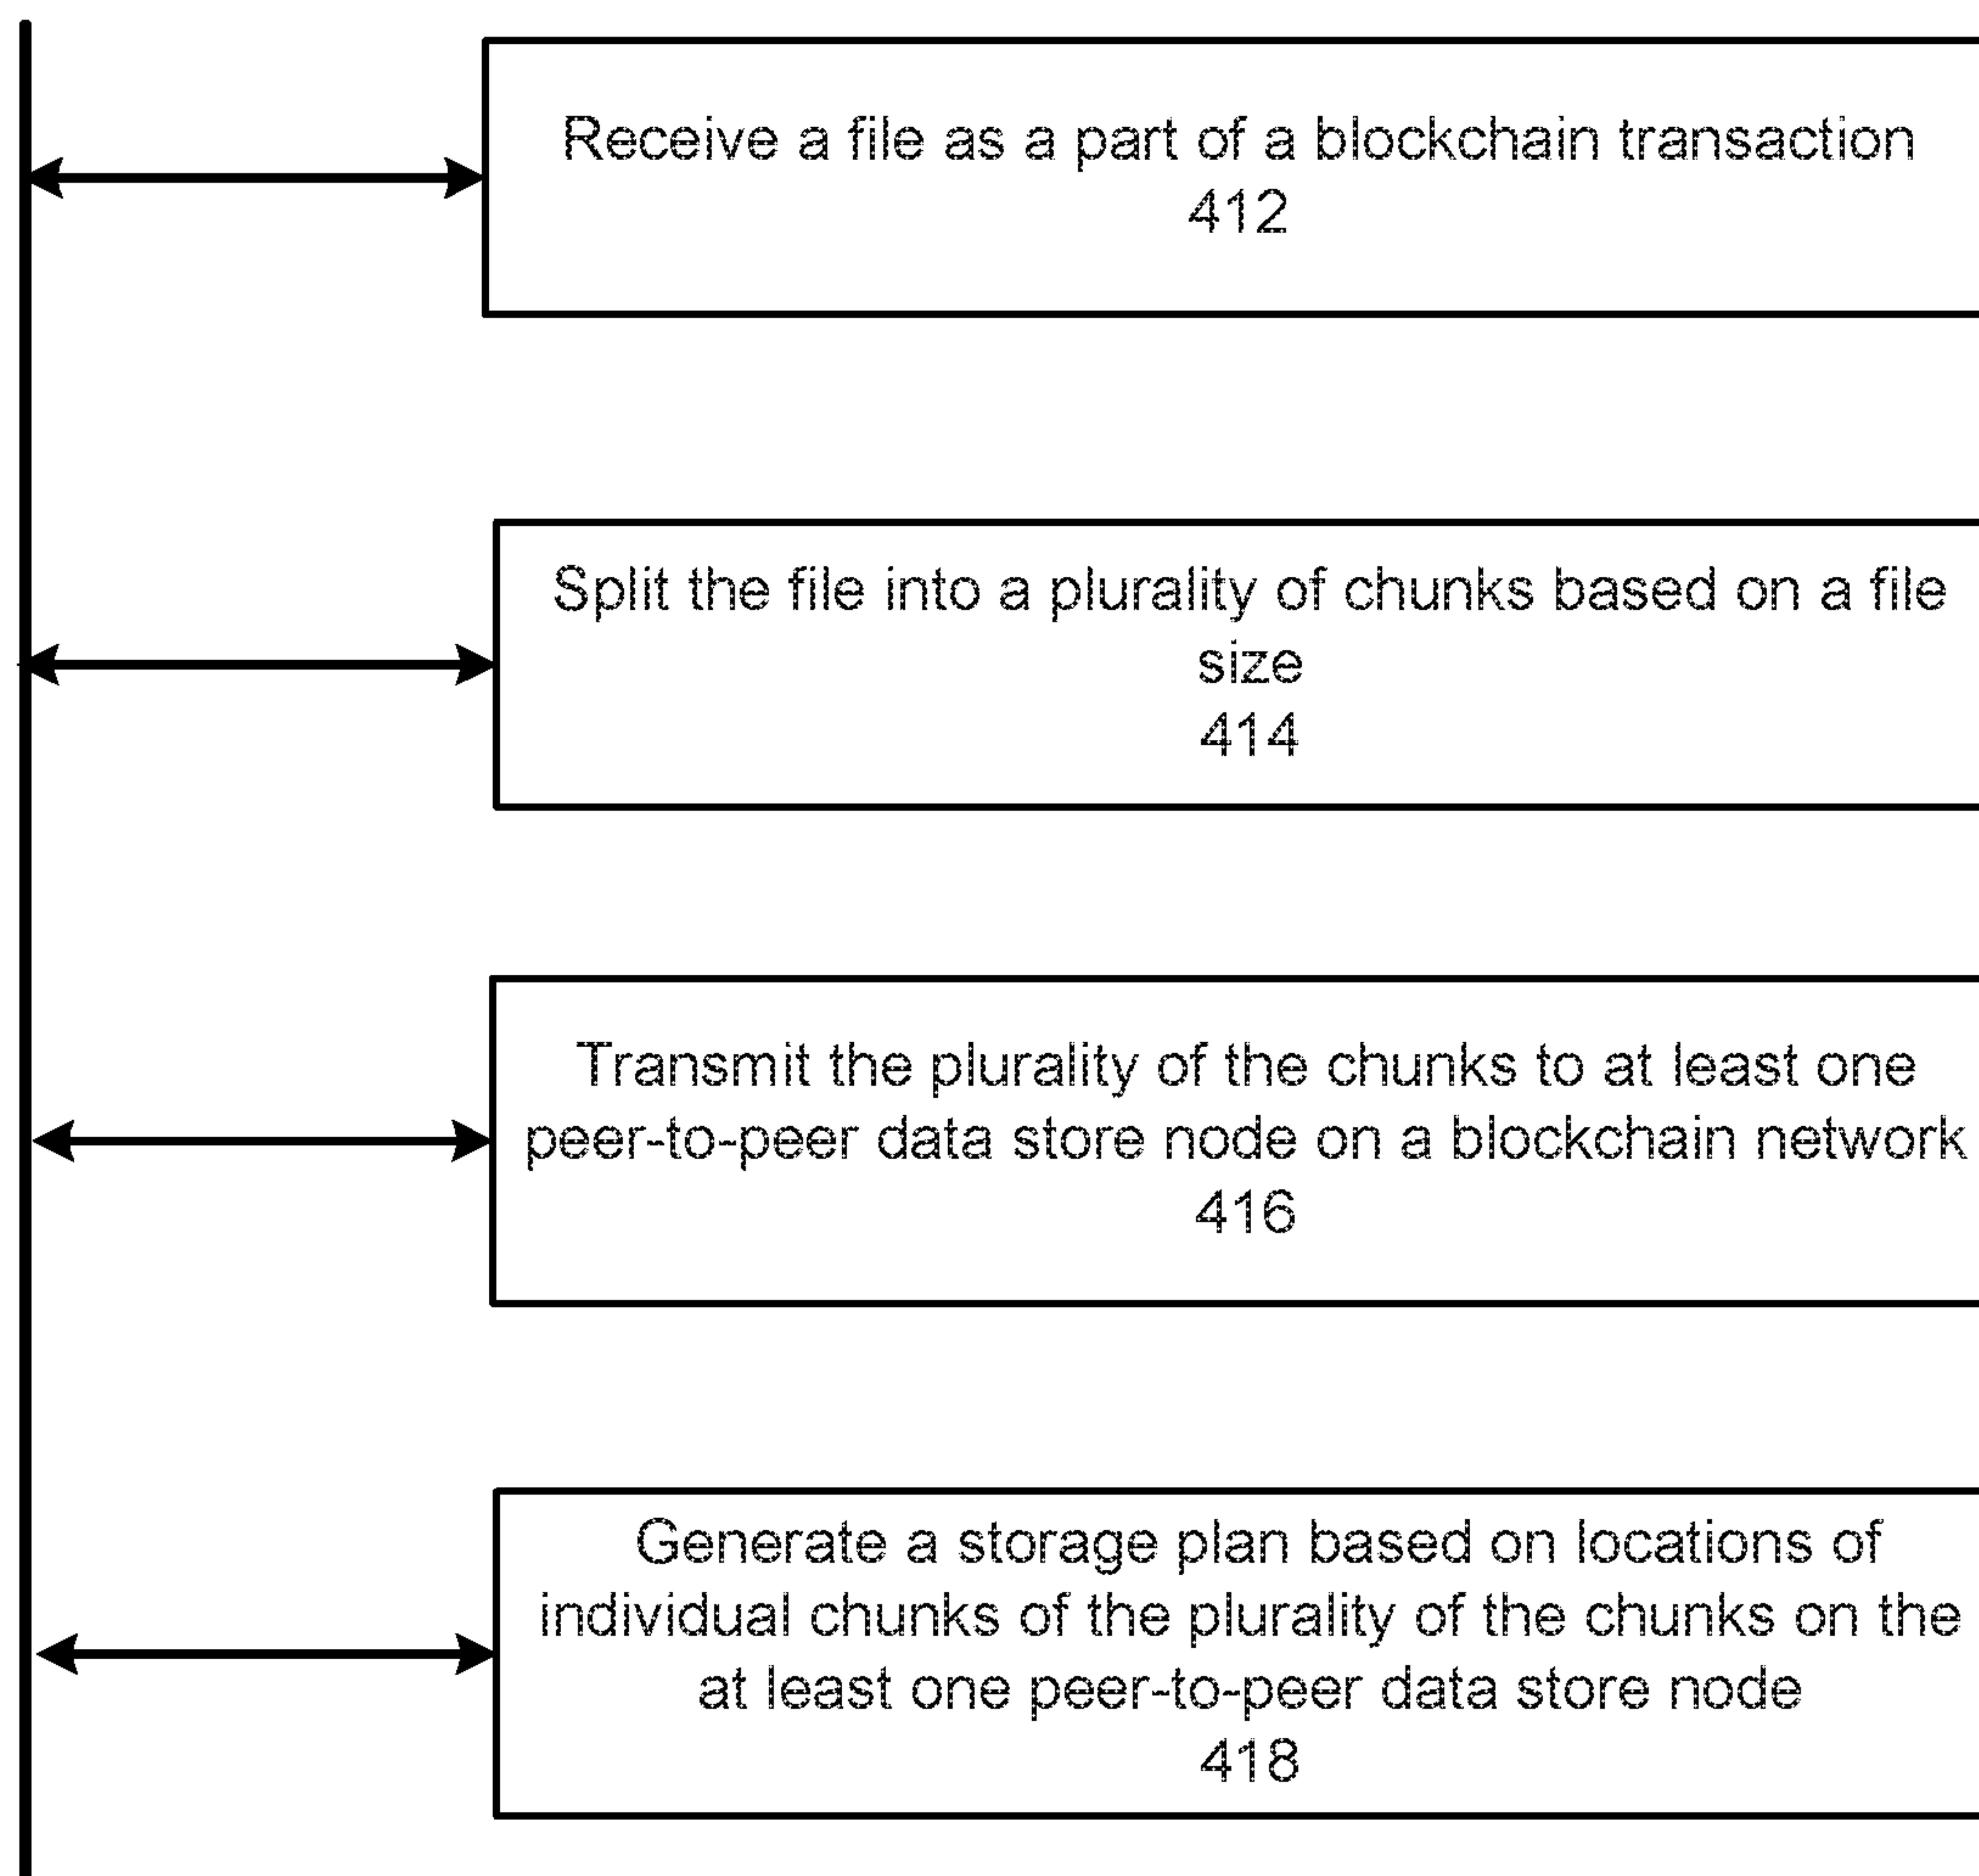 Receive a file as a part of a blockchain transaction
412
Split the file into a plurality of chunks based on a file
size
414
Transmit the plurality of the chunks to at least one
peer-to-peer data store node on a blockchain network
416
Generate a storage plan based on locations of
individual chunks of the plurality of the chunks on the
at least one peer-to-peer data store node
418